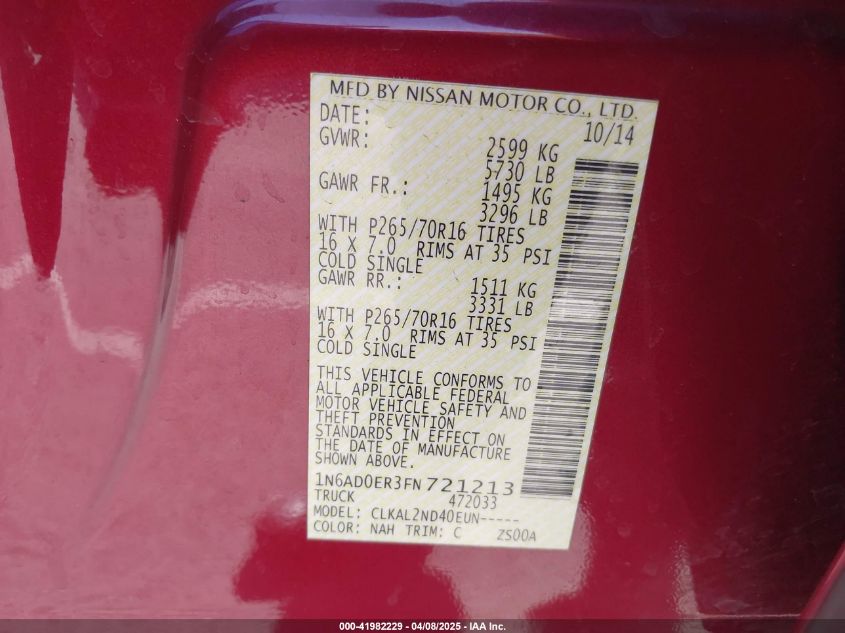 MFD BY NISSAN MOTOR CO., LTD.
DATE: 10/14
GVWR: 2599 KG
5730 LB
GAWR FR.: 1495 KG
3296 LB
WITH P265/70R16 TIRES
16 X 7.0 RIMS AT 35 PSI
COLD SINGLE
GAWR RR.: 1511 KG
3331 LB
WITH P265/70R16 TIRES
16 X 7.0 RIMS AT 35 PSI
COLD SINGLE
THIS VEHICLE CONFORMS TO
ALL APPLICABLE FEDERAL
MOTOR VEHICLE SAFETY AND
THEFT PREVENTION
STANDARDS IN EFFECT ON
THE DATE OF MANUFACTURE
SHOWN ABOVE.
1N6AD0ER3FN721213
TRUCK 472033
MODEL: CLKAL2ND40EUN-----
COLOR: NAH TRIM: C ZS00A
000-41982229 - 04/08/2025 - IAA Inc.